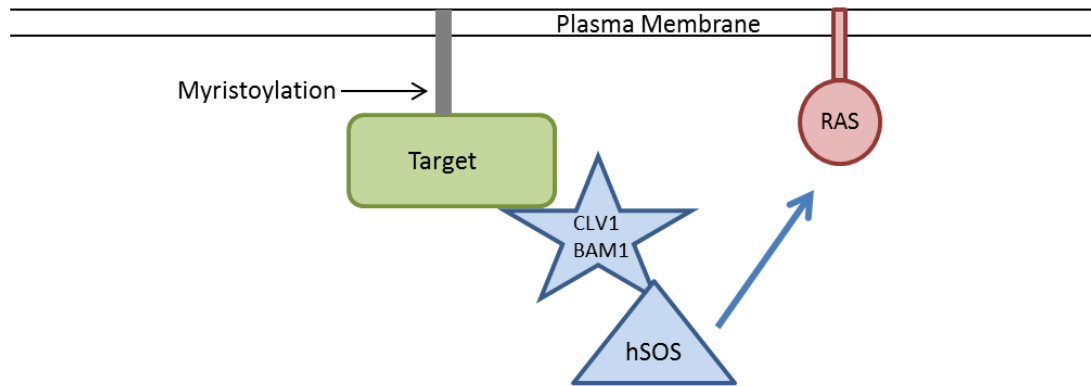 Plasma Membrane
Myristoylation
RAS
Target
CLV1
BAM1
hSOS